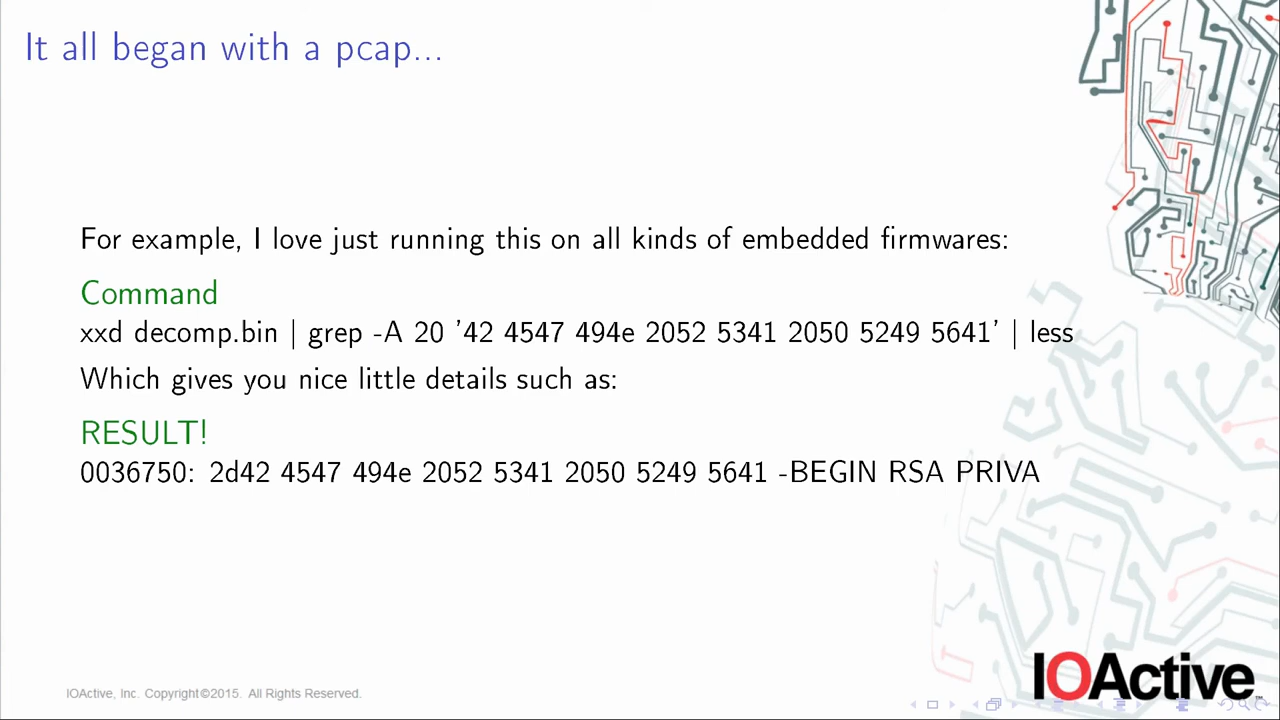 It all began with a pcap...
For example, I love just running this on all kinds of embedded firmwares:
Command
xxd decomp.bin | grep -A 20 ’42 4547 494e 2052 5341 2050 5249 5641’ | less
Which gives you nice little details such as:
RESULT!
0036750: 2d42 4547 494e 2052 5341 2050 5249 5641 -BEGIN RSA PRIVA
IOActive, Inc. Copyright©2015. All Rights Reserved.
IOActive™